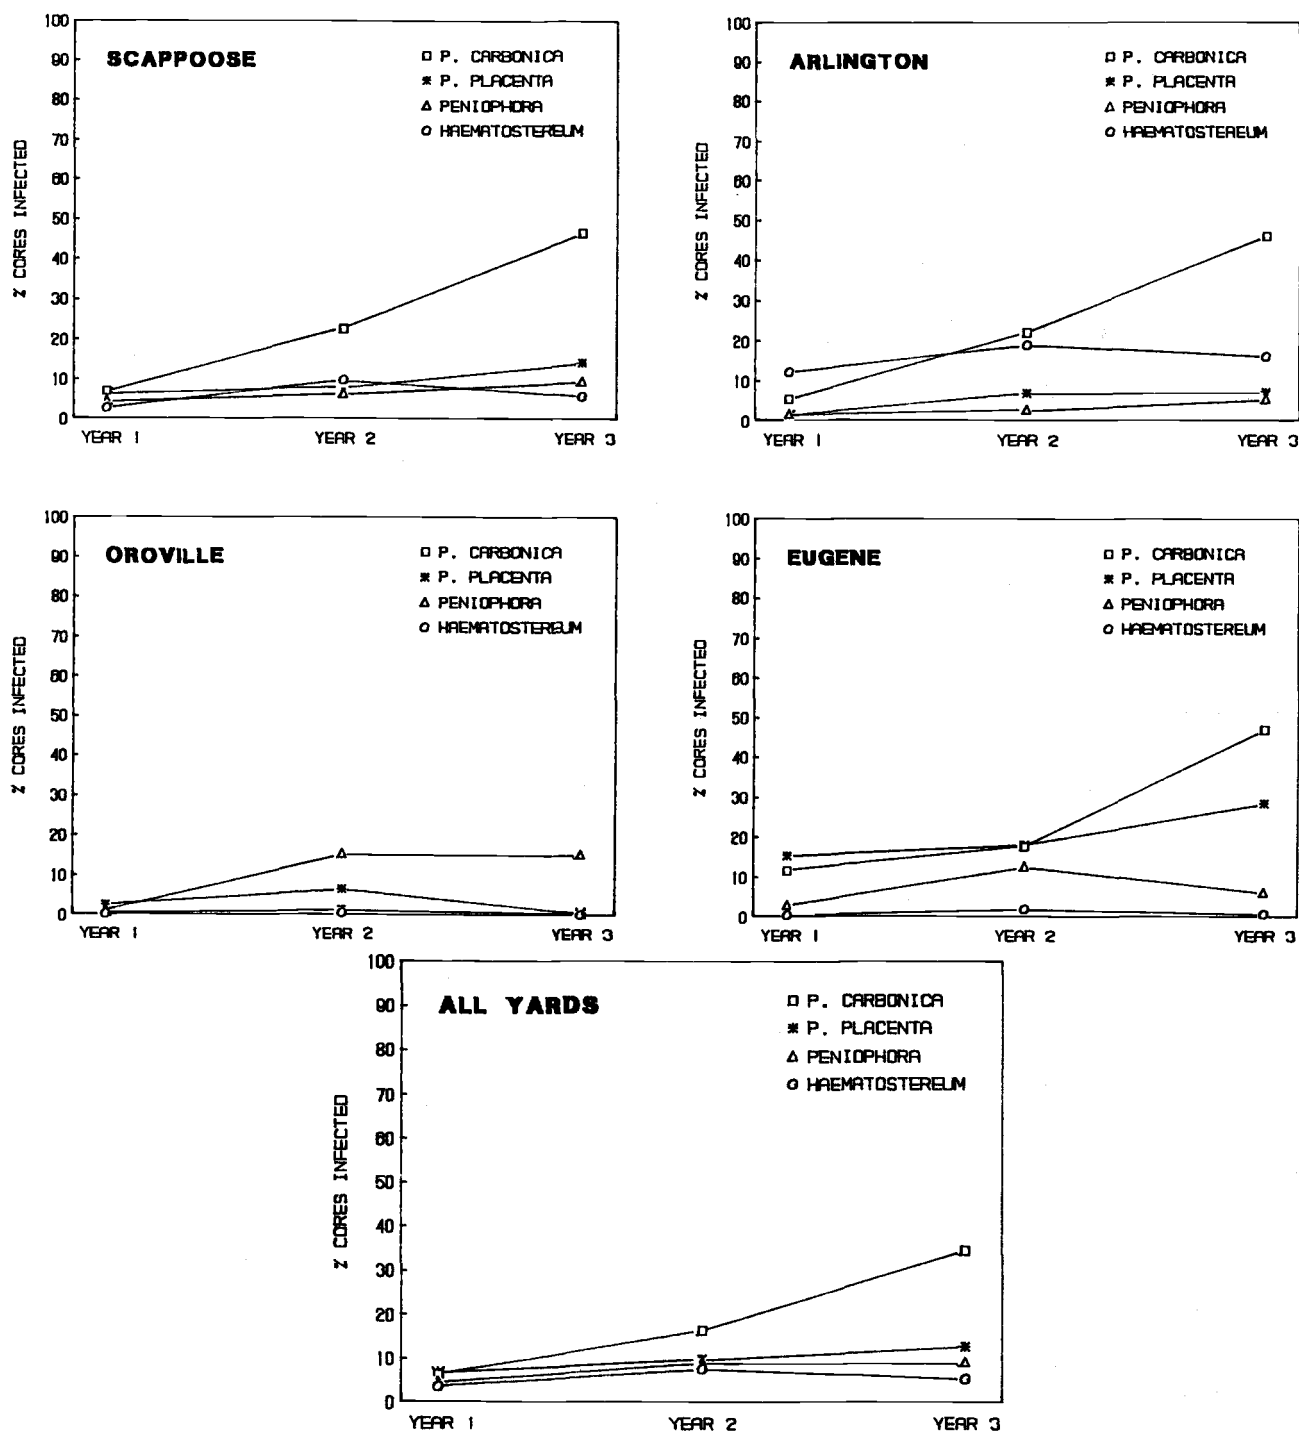 SCAPPOOSE
P. CARBONICA
P. PLACENTA
PENIOPHORA
HAEMATOSTEREUM
% CORES INFECTED
100
90
80
70
60
50
40
30
20
10
0
YEAR 1 YEAR 2 YEAR 3
ARLINGTON
P. CARBONICA
P. PLACENTA
PENIOPHORA
HAEMATOSTEREUM
% CORES INFECTED
100
90
80
70
60
50
40
30
20
10
0
YEAR 1 YEAR 2 YEAR 3
OROVILLE
P. CARBONICA
P. PLACENTA
PENIOPHORA
HAEMATOSTEREUM
% CORES INFECTED
100
90
80
70
60
50
40
30
20
10
0
YEAR 1 YEAR 2 YEAR 3
EUGENE
P. CARBONICA
P. PLACENTA
PENIOPHORA
HAEMATOSTEREUM
% CORES INFECTED
100
90
80
70
60
50
40
30
20
10
0
YEAR 1 YEAR 2 YEAR 3
ALL YARDS
P. CARBONICA
P. PLACENTA
PENIOPHORA
HAEMATOSTEREUM
% CORES INFECTED
100
90
80
70
60
50
40
30
20
10
0
YEAR 1 YEAR 2 YEAR 3